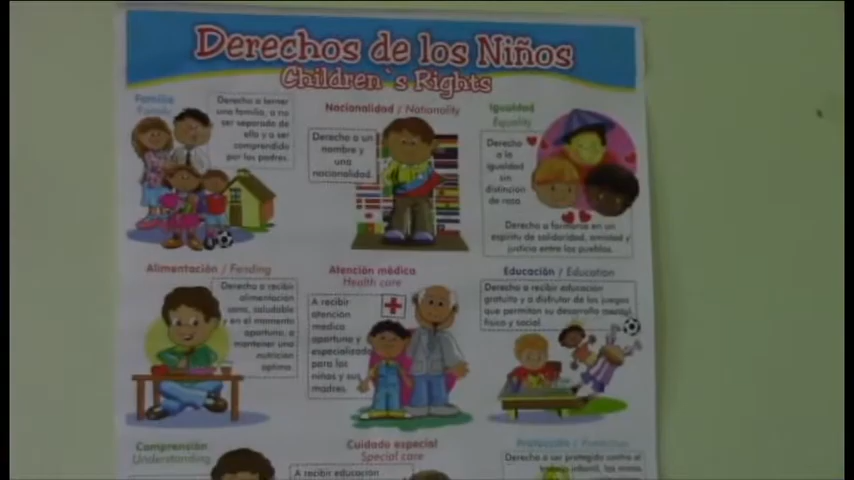 Derechos de los Niños
Children`s Rights
Familia
Family
Derecho a tener
una familia, a no
ser separado de
ella y a ser
comprendido
por los padres.
Nacionalidad / Nationality
Derecho a un
nombre y
una
nacionalidad.
Igualdad
Equality
Derecho
a la
igualdad
sin
distinción
de raza.
Derecho a formarse en un
espíritu de solidaridad, amistad y
justicia entre los pueblos.
Alimentación / Feeding
Derecho a recibir
alimentación
sana, saludable
y en el momento
oportuno, a
mantener una
nutrición
óptima.
Atención médica
Health care
A recibir
atención
médica
oportuna y
especializada
para los
niños y sus
madres.
Educación / Education
Derecho a recibir educación
gratuita y a disfrutar de los juegos
que permitan su desarrollo mental,
físico y social
Comprensión
Understanding
Cuidado especial
Special care
A recibir educación
Protección / Protection
Derecho a ser protegido contra el
trabajo infantil,